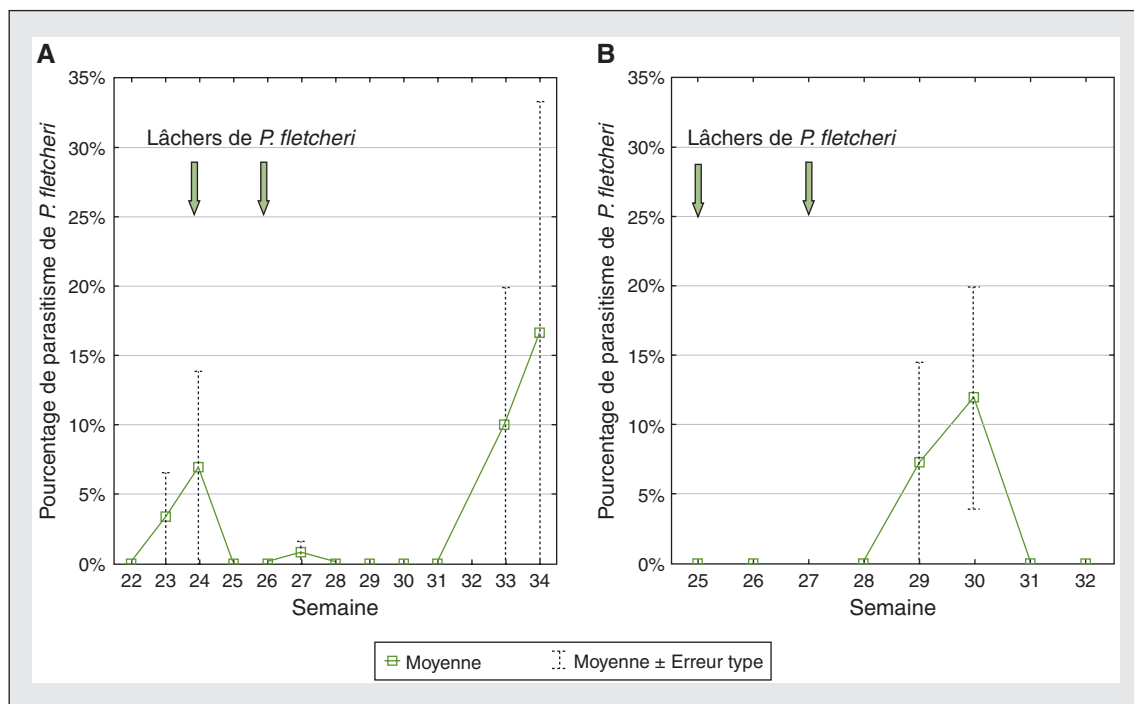 A
Pourcentage de parasitisme de P. fletcheri
35%
30%
25%
20%
15%
10%
5%
0%
Lâchers de P. fletcheri
22 23 24 25 26 27 28 29 30 31 32 33 34
Semaine
B
Pourcentage de parasitisme de P. fletcheri
35%
30%
25%
20%
15%
10%
5%
0%
Lâchers de P. fletcheri
25 26 27 28 29 30 31 32
Semaine
Moyenne
Moyenne ± Erreur type